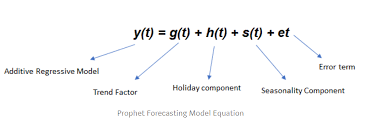 y(t) = g(t) + h(t) + s(t) + et
Error term
Additive Regressive Model
Holiday component
Seasonality Component
Trend Factor
Prophet Forecasting Model Equation